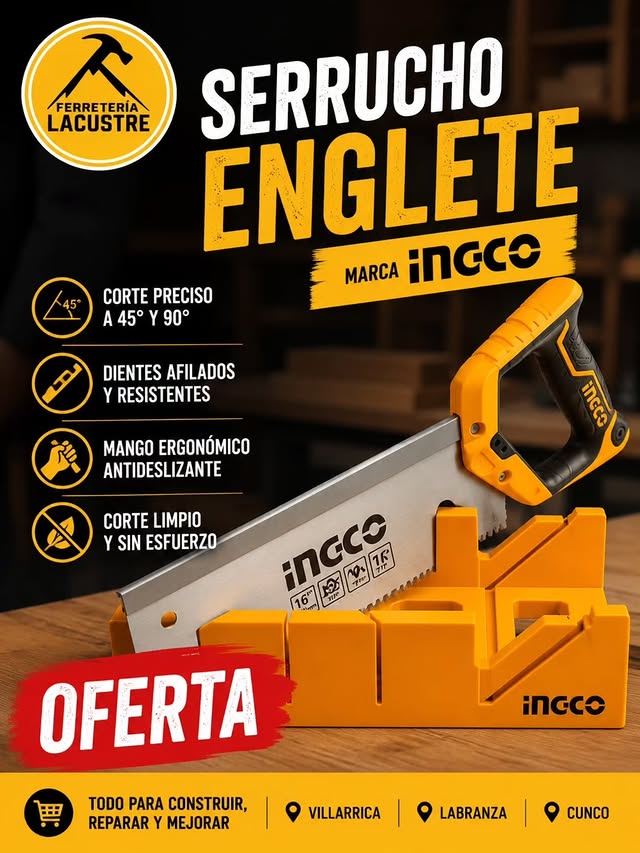 FERRETERÍA
LACUSTRE
SERRUCHO
ENGLETE
MARCA INGCO
45°
CORTE PRECISO
A 45° Y 90°
DIENTES AFILADOS
Y RESISTENTES
MANGO ERGONÓMICO
ANTIDESLIZANTE
CORTE LIMPIO
Y SIN ESFUERZO
INGCO
INGCO
16"
INGCO
OFERTA
TODO PARA CONSTRUIR,
REPARAR Y MEJORAR
VILLARRICA
LABRANZA
CUNCO